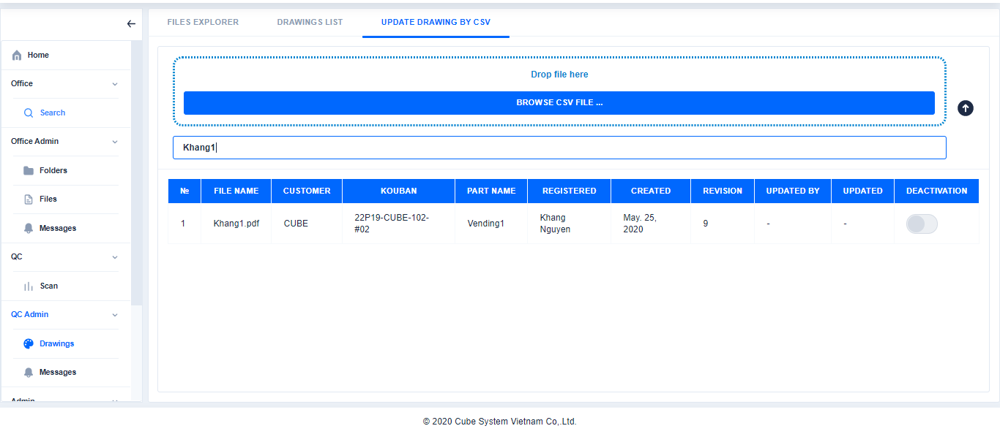 FILES EXPLORER
DRAWINGS LIST
UPDATE DRAWING BY CSV
Home
Office
Search
Office Admin
Folders
Files
Messages
QC
Scan
QC Admin
Drawings
Messages
Admin
Drop file here
BROWSE CSV FILE ...
Khang1
№ FILE NAME CUSTOMER KOUBAN PART NAME REGISTERED CREATED REVISION UPDATED BY UPDATED DEACTIVATION
1 Khang1.pdf CUBE 22P19-CUBE-102-
#02 Vending1 Khang
Nguyen May. 25,
2020 9 - -
© 2020 Cube System Vietnam Co,.Ltd.